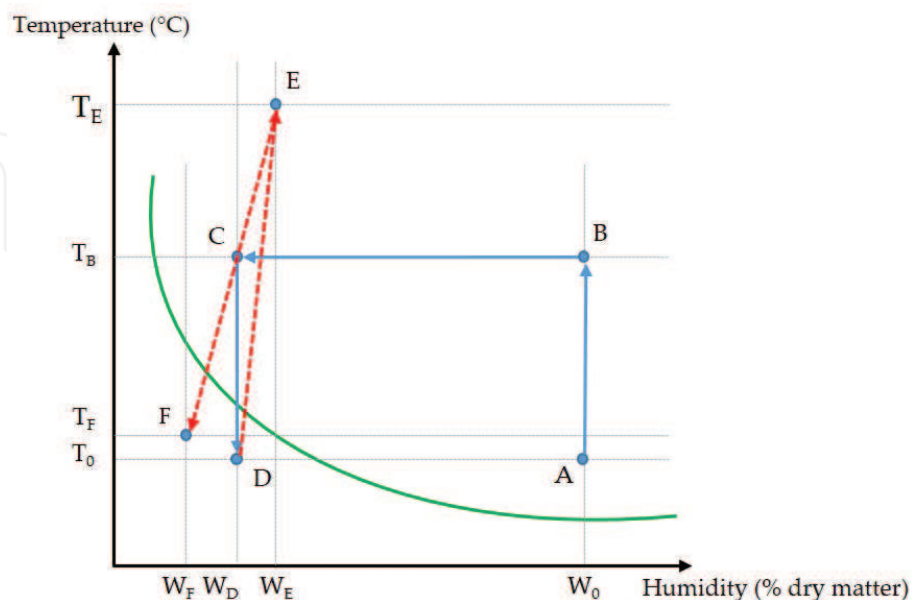 Temperature (°C)
E
T_E
C
B
T_B
F
T_F
T_0
D
A
W_F W_D W_E W_0 Humidity (% dry matter)